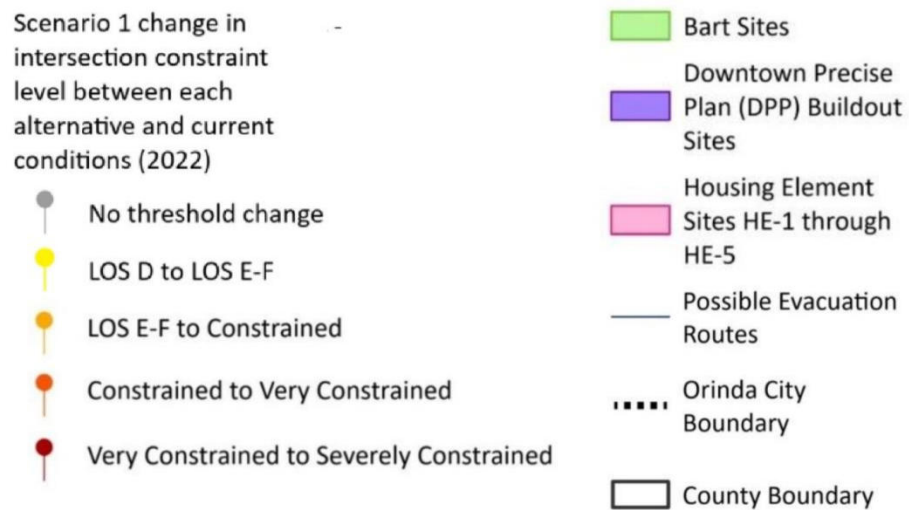 Scenario 1 change in
intersection constraint
level between each
alternative and current
conditions (2022)
No threshold change
LOS D to LOS E-F
LOS E-F to Constrained
Constrained to Very Constrained
Very Constrained to Severely Constrained
Bart Sites
Downtown Precise
Plan (DPP) Buildout
Sites
Housing Element
Sites HE-1 through
HE-5
Possible Evacuation
Routes
Orinda City
Boundary
County Boundary